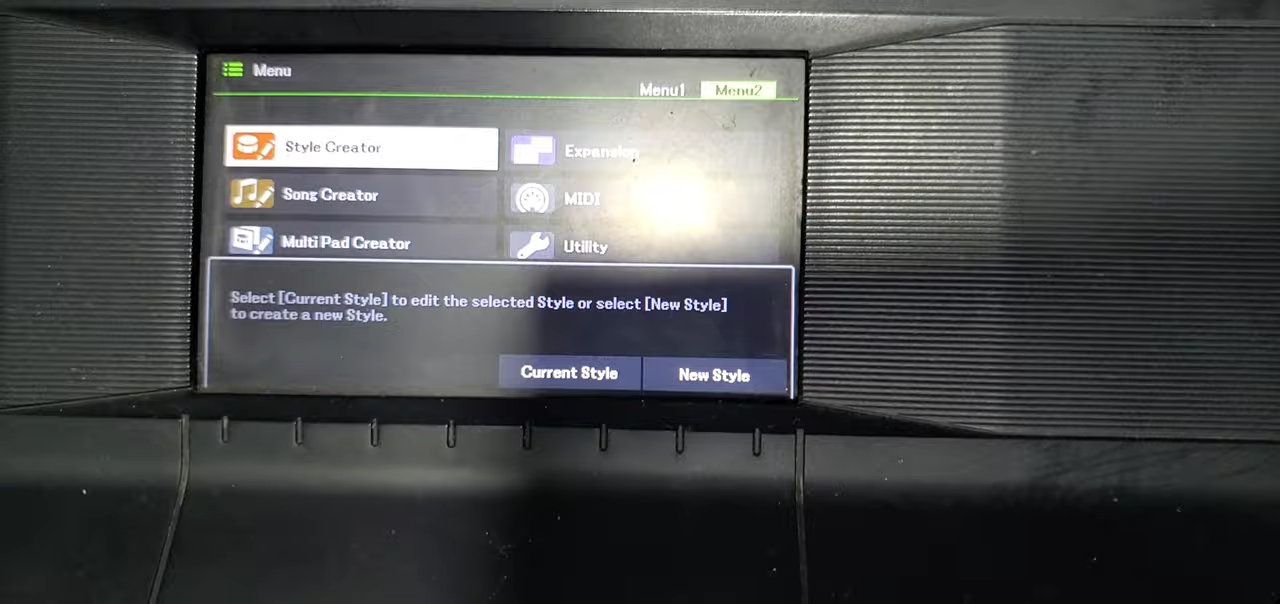 Menu
Menu1 Menu2
Style Creator
Expansion
Song Creator
MIDI
Multi Pad Creator
Utility
Select [Current Style] to edit the selected Style or select [New Style]
to create a new Style.
Current Style New Style